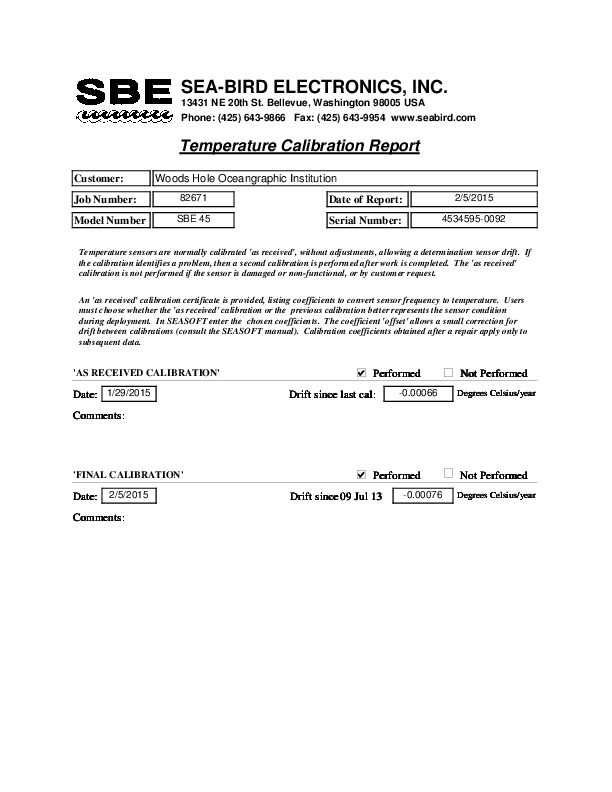 SBE SEA-BIRD ELECTRONICS, INC.
13431 NE 20th St. Bellevue, Washington 98005 USA
Phone: (425) 643-9866 Fax: (425) 643-9954 www.seabird.com
Temperature Calibration Report
Customer: Woods Hole Oceangraphic Institution
Job Number: 82671 Date of Report: 2/5/2015
Model Number SBE 45 Serial Number: 4534595-0092
Temperature sensors are normally calibrated 'as received', without adjustments, allowing a determination sensor drift. If
the calibration identifies a problem, then a second calibration is performed after work is completed. The 'as received'
calibration is not performed if the sensor is damaged or non-functional, or by customer request.
An 'as received' calibration certificate is provided, listing coefficients to convert sensor frequency to temperature. Users
must choose whether the 'as received' calibration or the previous calibration better represents the sensor condition
during deployment. In SEASOFT enter the chosen coefficients. The coefficient 'offset' allows a small correction for
drift between calibrations (consult the SEASOFT manual). Calibration coefficients obtained after a repair apply only to
subsequent data.
'AS RECEIVED CALIBRATION' Performed Not Performed
Date: 1/29/2015 Drift since last cal: -0.00066 Degrees Celsius/year
Comments:
'FINAL CALIBRATION' Performed Not Performed
Date: 2/5/2015 Drift since 09 Jul 13 -0.00076 Degrees Celsius/year
Comments: